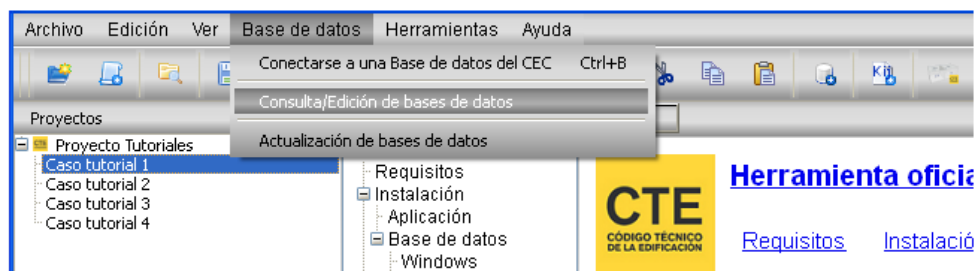 Archivo Edición Ver Base de datos Herramientas Ayuda
Conectarse a una Base de datos del CEC Ctrl+B
Consulta/Edición de bases de datos
Actualización de bases de datos
Kit
Proyectos
Proyecto Tutoriales
Caso tutorial 1
Caso tutorial 2
Caso tutorial 3
Caso tutorial 4
Requisitos
Instalación
Aplicación
Base de datos
Windows
CTE
CÓDIGO TÉCNICO
DE LA EDIFICACIÓN
Herramienta oficia
Requisitos Instalació